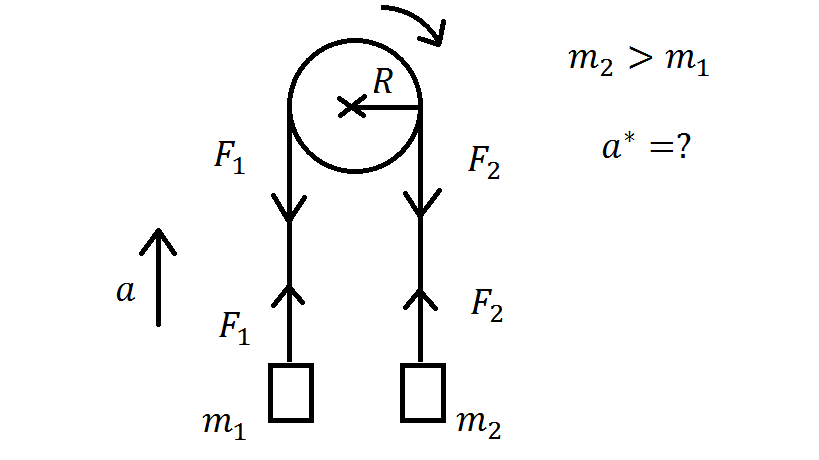 R
m₂ > m₁
F₁
F₂
a* =?
a
F₁
F₂
m₁
m₂